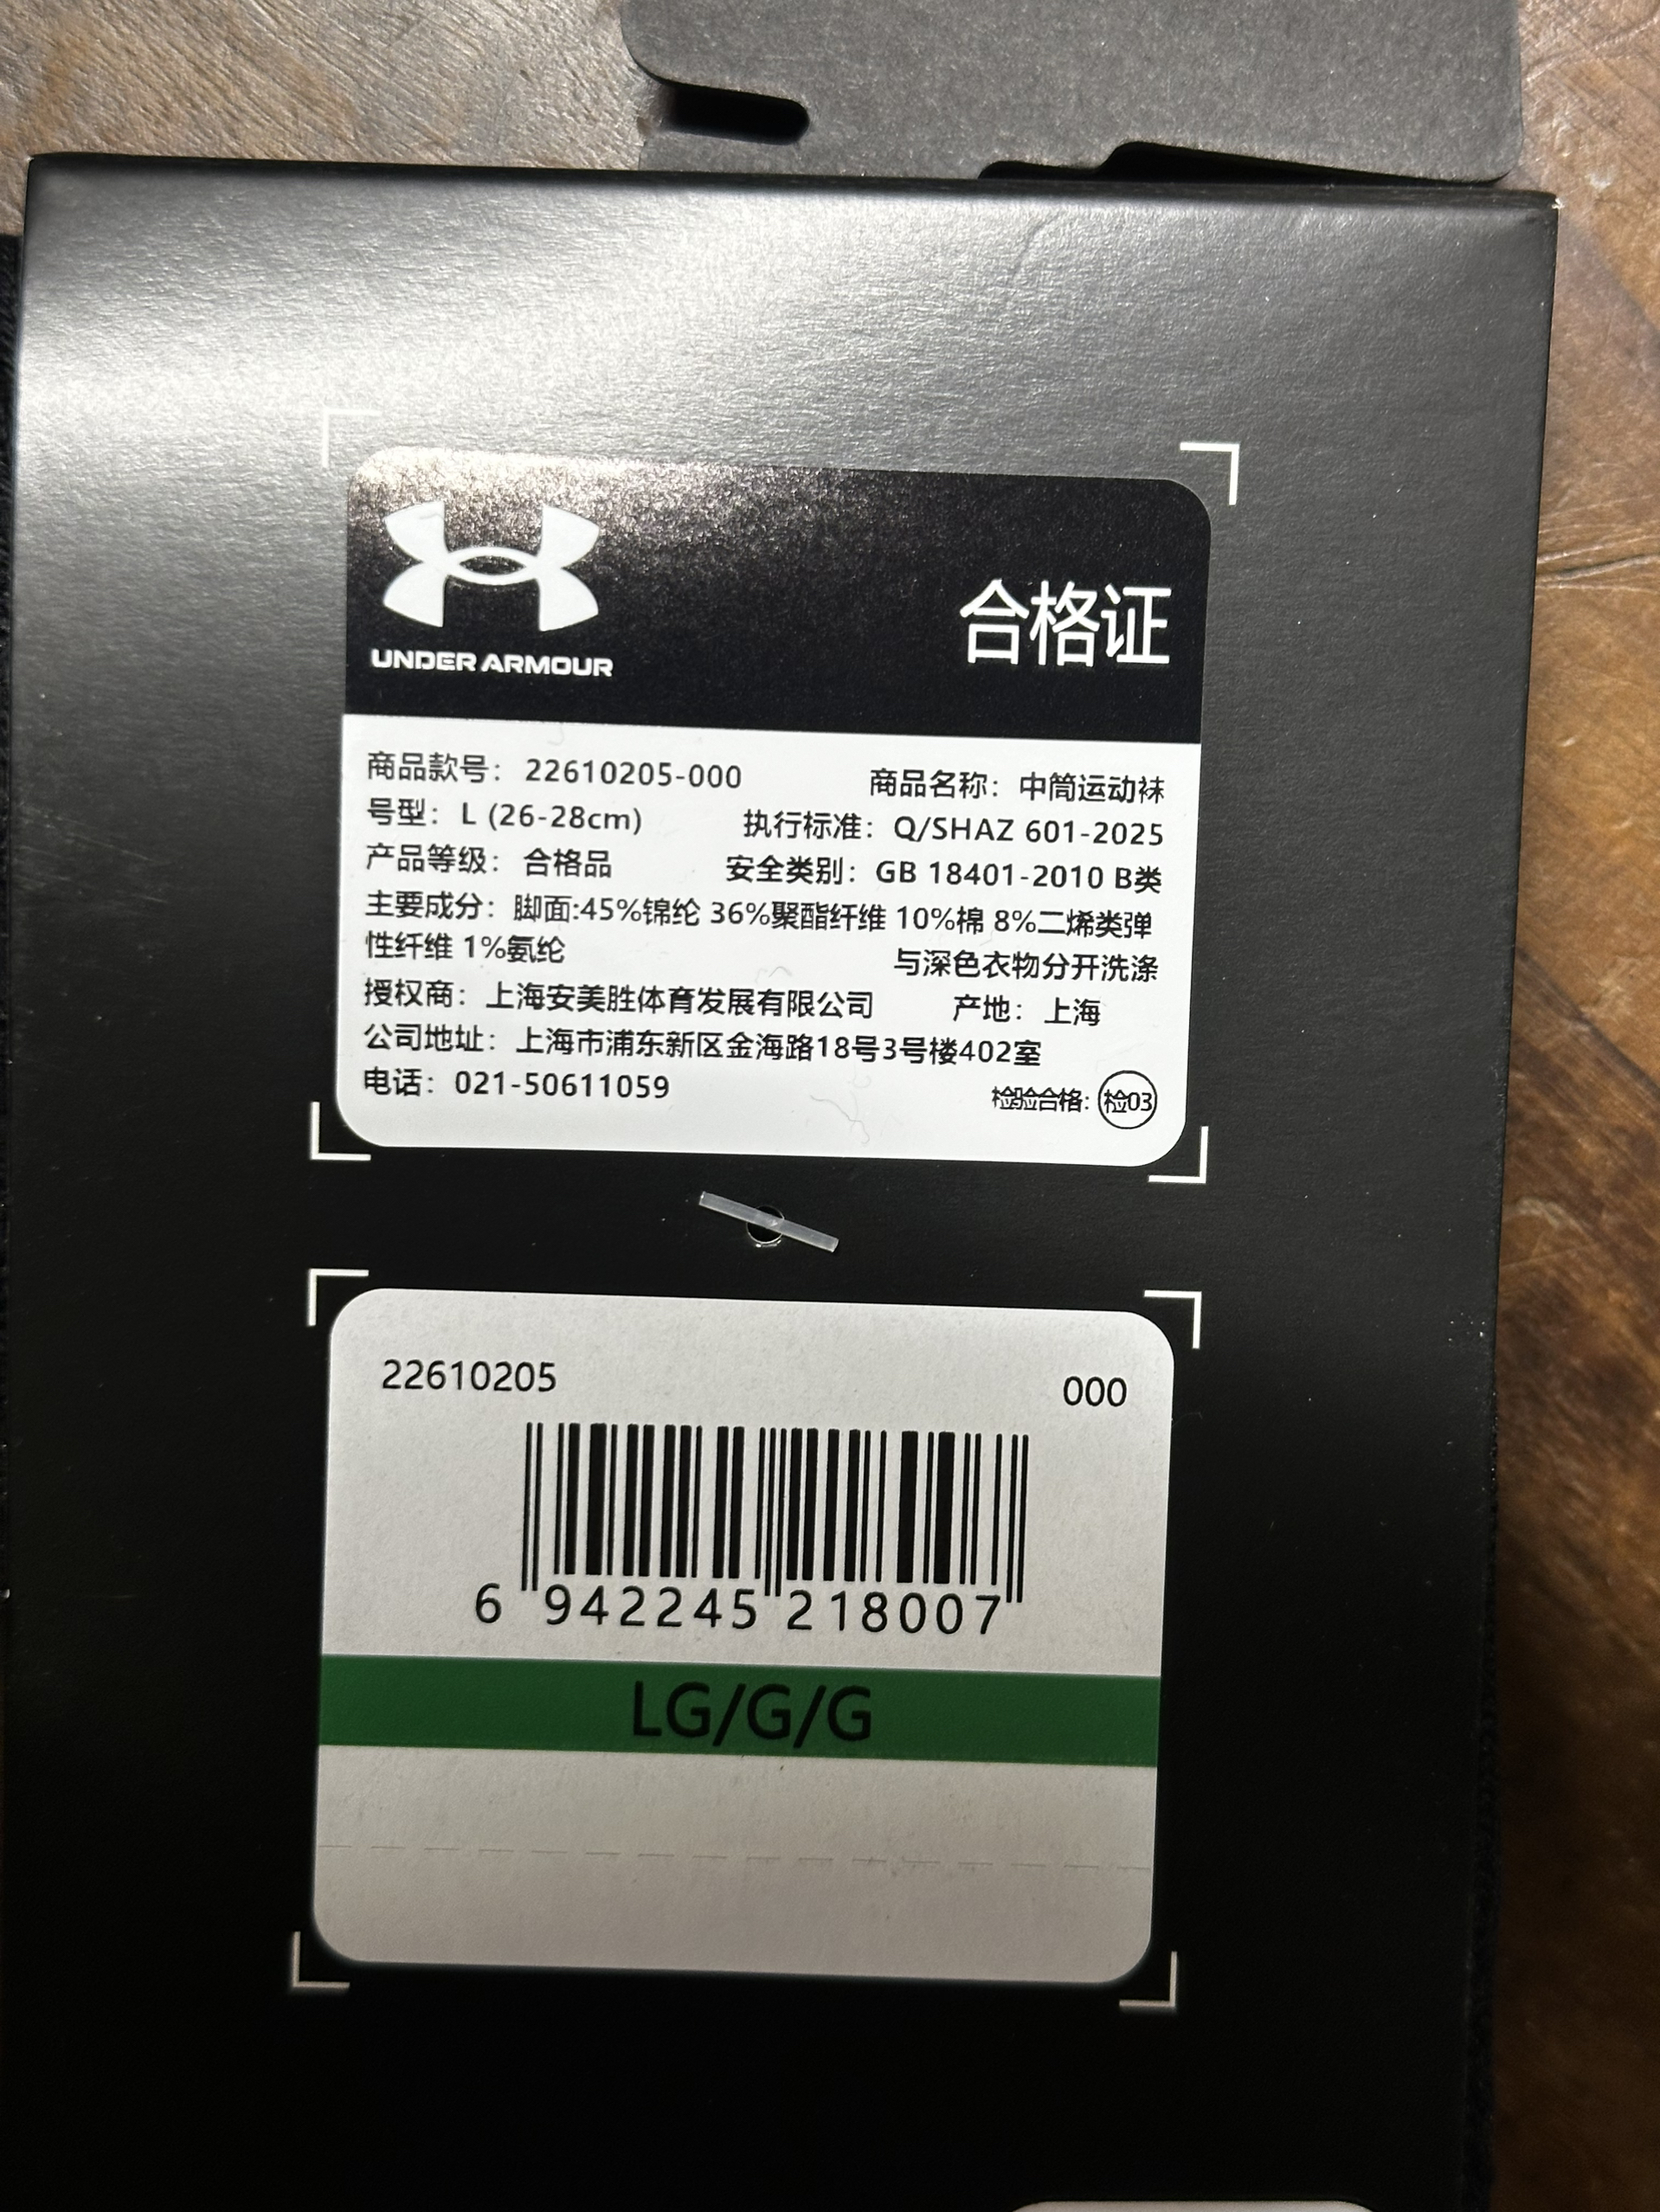 UNDER ARMOUR
合格证
商品款号：22610205-000 商品名称：中筒运动袜
号型：L (26-28cm) 执行标准：Q/SHAZ 601-2025
产品等级：合格品 安全类别：GB 18401-2010 B类
主要成分：脚面:45%锦纶 36%聚酯纤维 10%棉 8%二烯类弹
性纤维 1%氨纶 与深色衣物分开洗涤
授权商：上海安美胜体育发展有限公司 产地：上海
公司地址：上海市浦东新区金海路18号3号楼402室
电话：021-50611059 检验合格：检03
22610205 000
6 942245 218007
LG/G/G